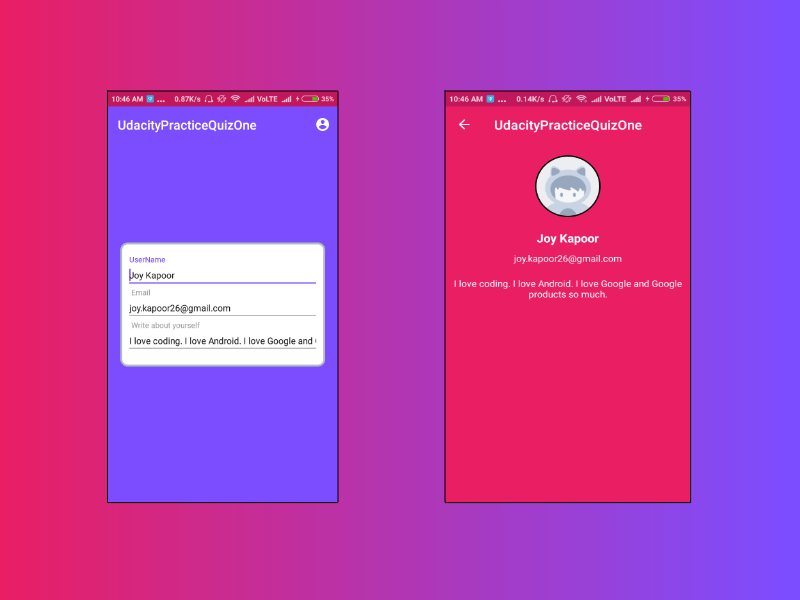 10:46 AM ... 0.87K/s VoLTE 35%
UdacityPracticeQuizOne
UserName
Joy Kapoor
Email
joy.kapoor26@gmail.com
Write about yourself
I love coding. I love Android. I love Google and
10:46 AM ... 0.14K/s VoLTE 35%
UdacityPracticeQuizOne
Joy Kapoor
joy.kapoor26@gmail.com
I love coding. I love Android. I love Google and Google
products so much.